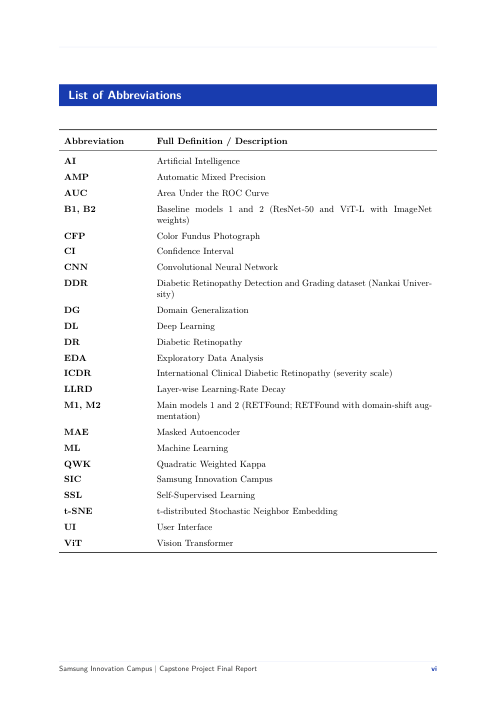 List of Abbreviations
Abbreviation Full Definition / Description
AI Artificial Intelligence
AMP Automatic Mixed Precision
AUC Area Under the ROC Curve
B1, B2 Baseline models 1 and 2 (ResNet-50 and ViT-L with ImageNet
weights)
CFP Color Fundus Photograph
CI Confidence Interval
CNN Convolutional Neural Network
DDR Diabetic Retinopathy Detection and Grading dataset (Nankai Univer-
sity)
DG Domain Generalization
DL Deep Learning
DR Diabetic Retinopathy
EDA Exploratory Data Analysis
ICDR International Clinical Diabetic Retinopathy (severity scale)
LLRD Layer-wise Learning-Rate Decay
M1, M2 Main models 1 and 2 (RETFound; RETFound with domain-shift aug-
mentation)
MAE Masked Autoencoder
ML Machine Learning
QWK Quadratic Weighted Kappa
SIC Samsung Innovation Campus
SSL Self-Supervised Learning
t-SNE t-distributed Stochastic Neighbor Embedding
UI User Interface
ViT Vision Transformer
Samsung Innovation Campus | Capstone Project Final Report vi